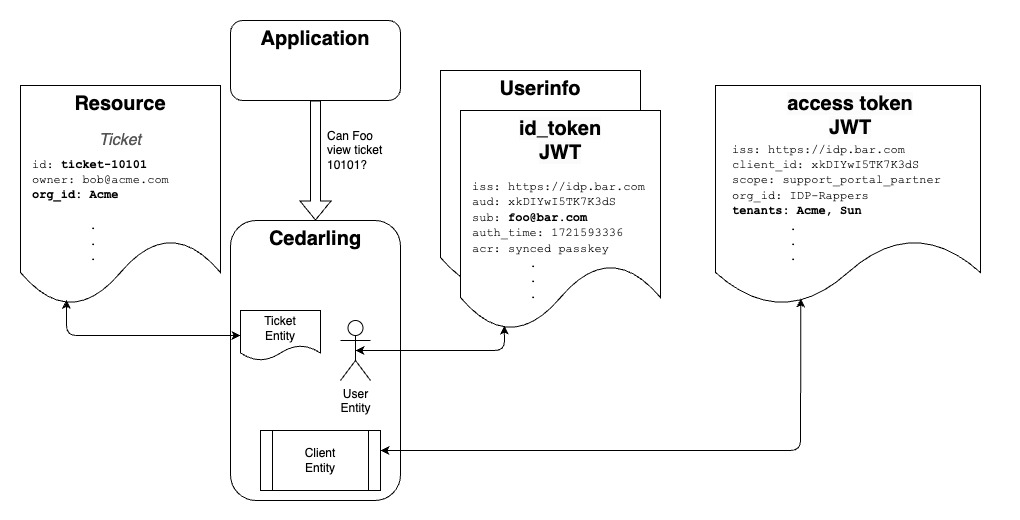 Application
Can Foo
view ticket
10101?
Resource
Ticket
id: ticket-10101
owner: bob@acme.com
org_id: Acme
.
.
.
Userinfo
id_token
JWT
iss: https://idp.bar.com
aud: xkDIYwI5TK7K3dS
sub: foo@bar.com
auth_time: 1721593336
acr: synced passkey
.
.
.
access token
JWT
iss: https://idp.bar.com
client_id: xkDIYwI5TK7K3dS
scope: support_portal_partner
org_id: IDP-Rappers
tenants: Acme, Sun
.
.
.
Cedarling
Ticket
Entity
User
Entity
Client
Entity